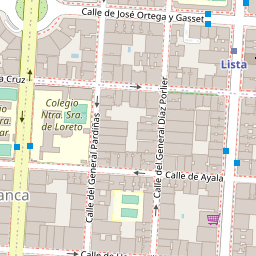 Calle de José Ortega y Gasset
Lista
a Cruz
Colegio
Ntra. Sra.
de Loreto
Calle del General Pardiñas
Calle del General Díaz Porlier
ar
Calle de Ayala
anca
Calle de